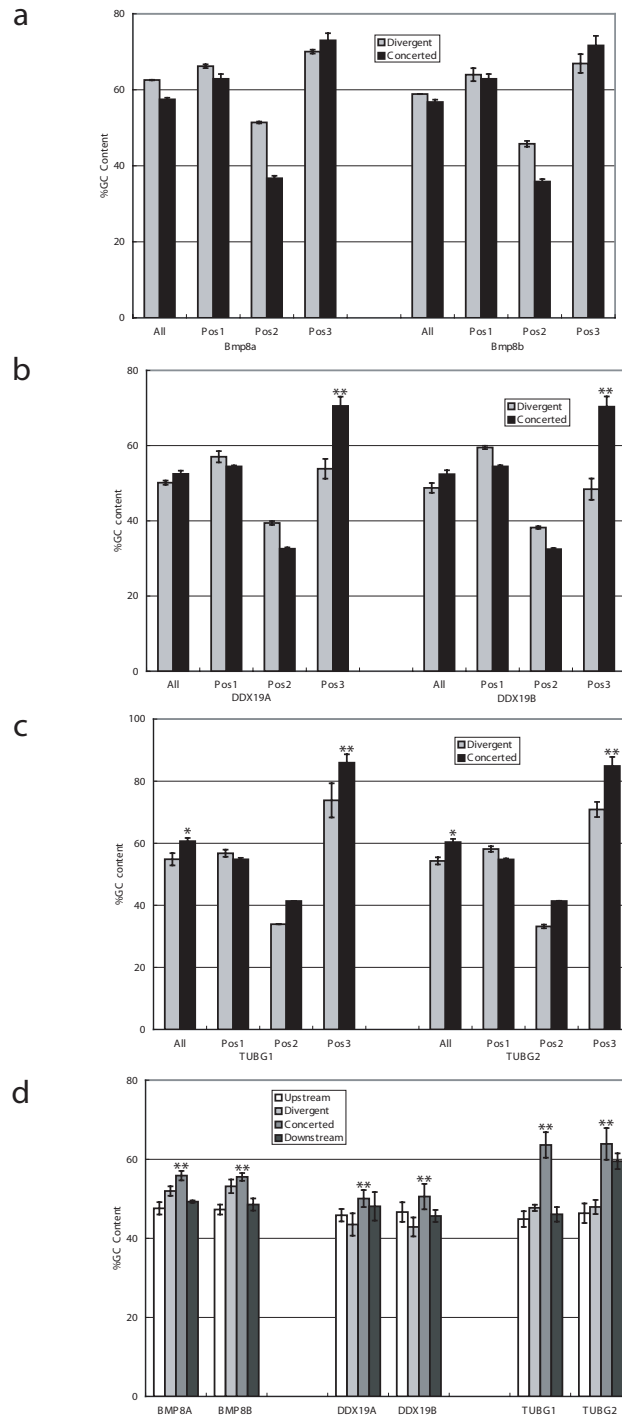 a
80
60
40
20
0
%GC Content
Divergent
Concerted
All Pos1 Pos2 Pos3 All Pos1 Pos2 Pos3
Bmp8a Bmp8b
b
80
60
40
20
0
%GC content
Divergent
Concerted
** **
All Pos1 Pos2 Pos3 All Pos1 Pos2 Pos3
DDX19A DDX19B
c
100
80
60
40
20
0
%GC content
Divergent
Concerted
* ** * **
All Pos1 Pos2 Pos3 All Pos1 Pos2 Pos3
TUBG1 TUBG2
d
80
60
40
20
0
%GC Content
Upstream
Divergent
Concerted
Downstream
** ** ** ** ** **
BMP8A BMP8B DDX19A DDX19B TUBG1 TUBG2